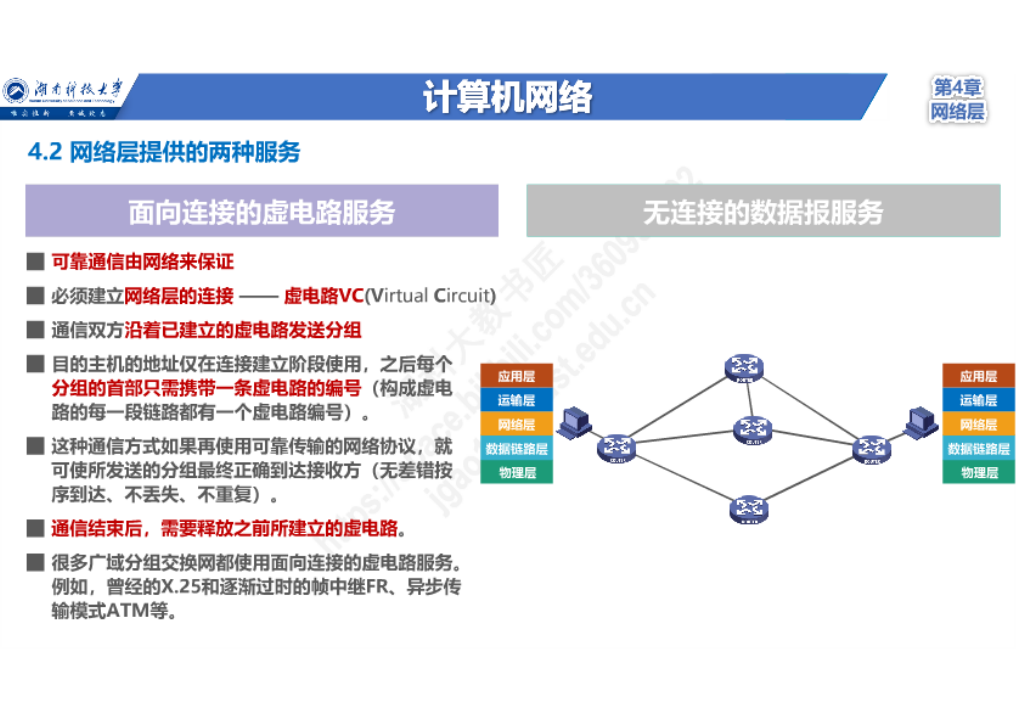 湖南科技大学
计算机网络
第4章
网络层
4.2 网络层提供的两种服务
面向连接的虚电路服务
无连接的数据报服务
可靠通信由网络来保证
必须建立网络层的连接 —— 虚电路VC(Virtual Circuit)
通信双方沿着已建立的虚电路发送分组
目的主机的地址仅在连接建立阶段使用，之后每个
分组的首部只需携带一条虚电路的编号（构成虚电
路的每一段链路都有一个虚电路编号）。
这种通信方式如果再使用可靠传输的网络协议，就
可使所发送的分组最终正确到达接收方（无差错按
序到达、不丢失、不重复）。
通信结束后，需要释放之前所建立的虚电路。
很多广域分组交换网都使用面向连接的虚电路服务。
例如，曾经的X.25和逐渐过时的帧中继FR、异步传
输模式ATM等。
应用层
运输层
网络层
数据链路层
物理层
应用层
运输层
网络层
数据链路层
物理层